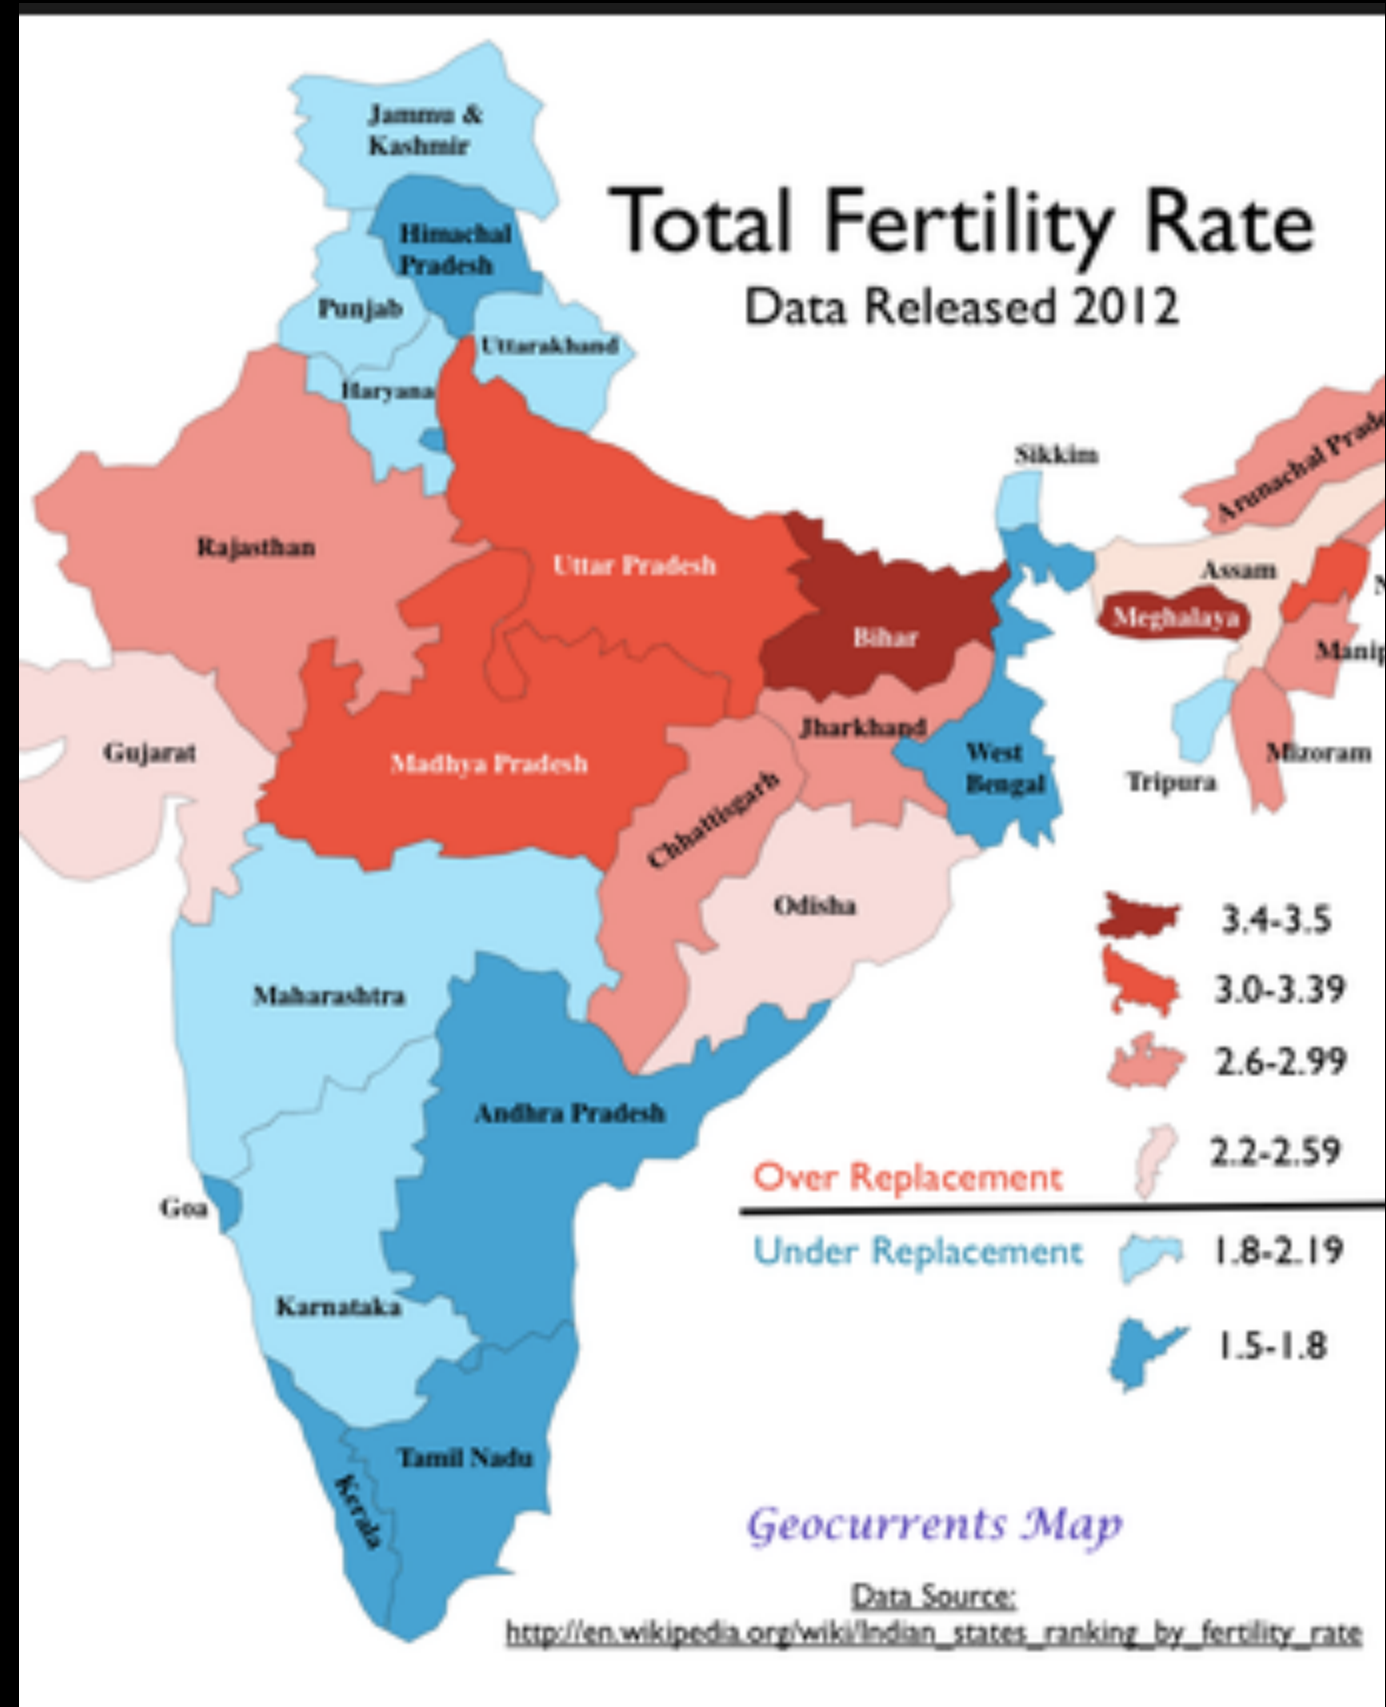 Jammu &
Kashmir
Total Fertility Rate
Himachal
Pradesh
Data Released 2012
Punjab
Uttarakhand
Haryana
Sikkim
Arunachal
Rajasthan
Uttar Pradesh
Assam
Meghalaya
Bihar
Jharkhand
Gujarat
Madhya Pradesh
West
Bengal
Mizoram
Tripura
Chhattisgarh
Odisha
3.4-3.5
3.0-3.39
Maharashtra
2.6-2.99
Andhra Pradesh
2.2-2.59
Over Replacement
Goa
Under Replacement
1.8-2.19
Karnataka
1.5-1.8
Tamil Nadu
Kerala
Geocurrents Map
Data Source:
http://en.wikipedia.org/wiki/Indian_states_ranking_by_fertility_rate